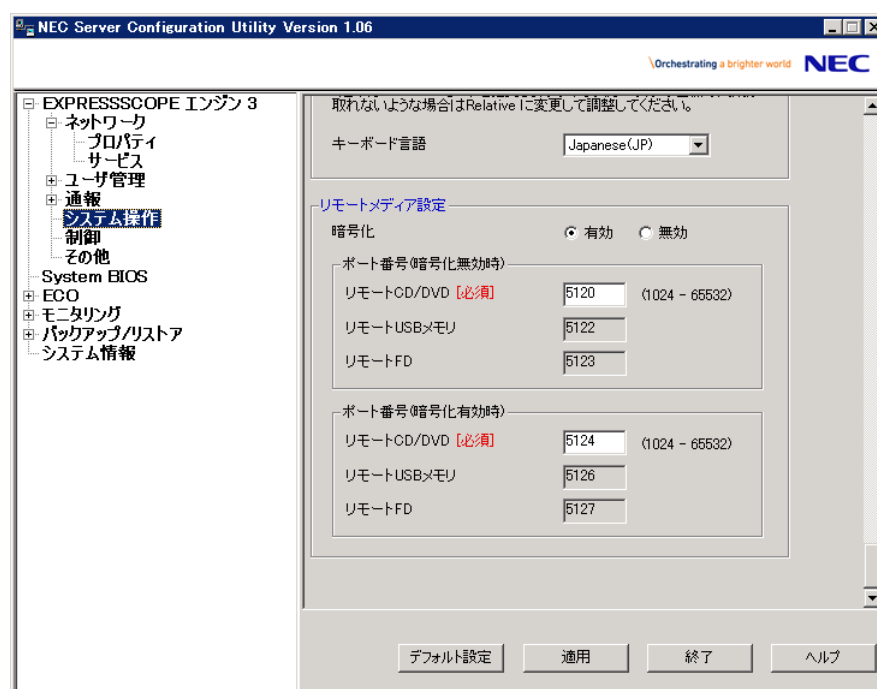 NEC Server Configuration Utility Version 1.06
\Orchestrating a brighter world NEC
EXPRESSSCOPE エンジン 3
ネットワーク
プロパティ
サービス
ユーザ管理
通報
システム操作
制御
その他
System BIOS
ECO
モニタリング
バックアップ/リストア
システム情報
取れないような場合はRelative に変更して調整してください。
キーボード言語 Japanese(JP)
リモートメディア設定
暗号化 有効 無効
ポート番号(暗号化無効時)
リモートCD/DVD [必須] 5120 (1024 - 65532)
リモートUSBメモリ 5122
リモートFD 5123
ポート番号(暗号化有効時)
リモートCD/DVD [必須] 5124 (1024 - 65532)
リモートUSBメモリ 5126
リモートFD 5127
デフォルト設定 適用 終了 ヘルプ